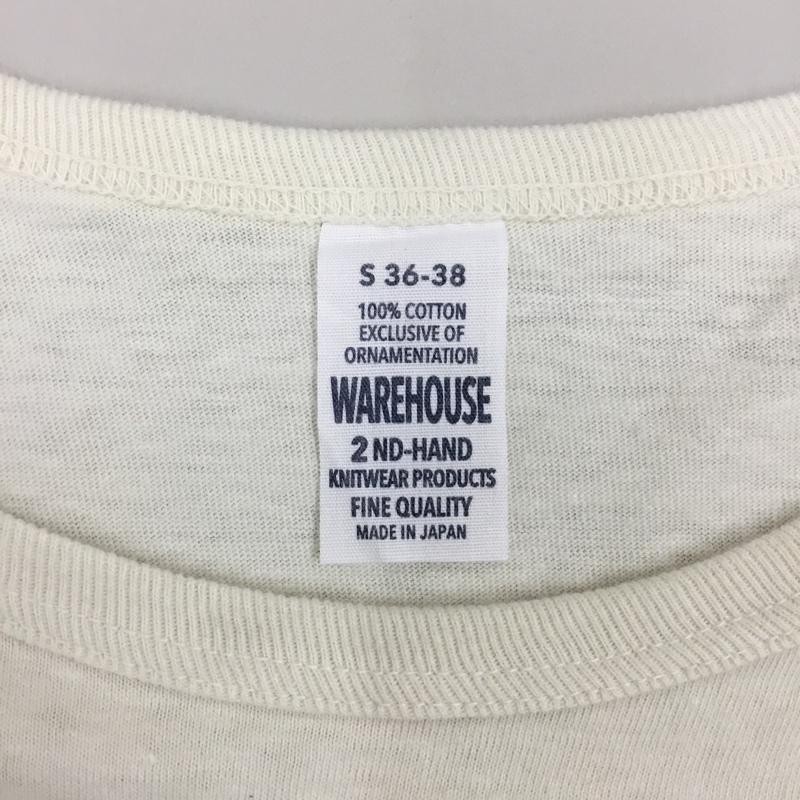 S 36-38
100% COTTON
EXCLUSIVE OF
ORNAMENTATION
WAREHOUSE
2 ND-HAND
KNITWEAR PRODUCTS
FINE QUALITY
MADE IN JAPAN